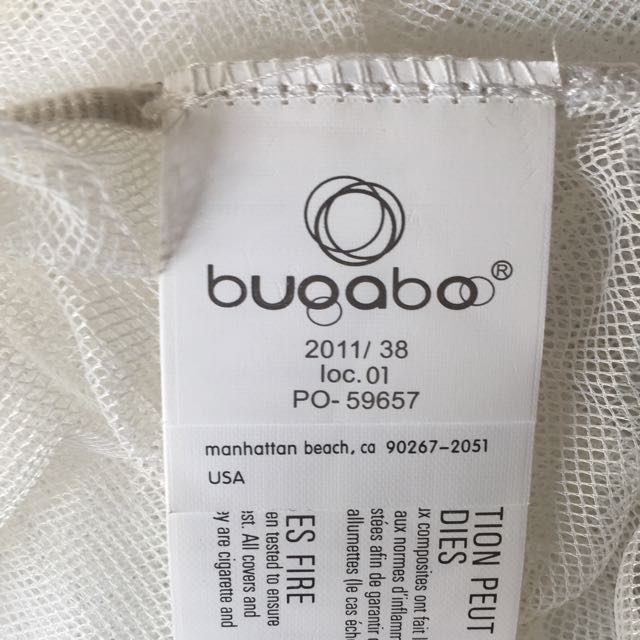 bugaboo®
2011/ 38
loc.01
PO- 59657
manhattan beach, ca 90267-2051
USA
ES FIRE
en tested to ensure
st. All covers and
ey are cigarette and
TION PEUT
DIES
ux composites ont fait
aux normes d'inflamm
stées afin de garanti
allumettes (le cas éch